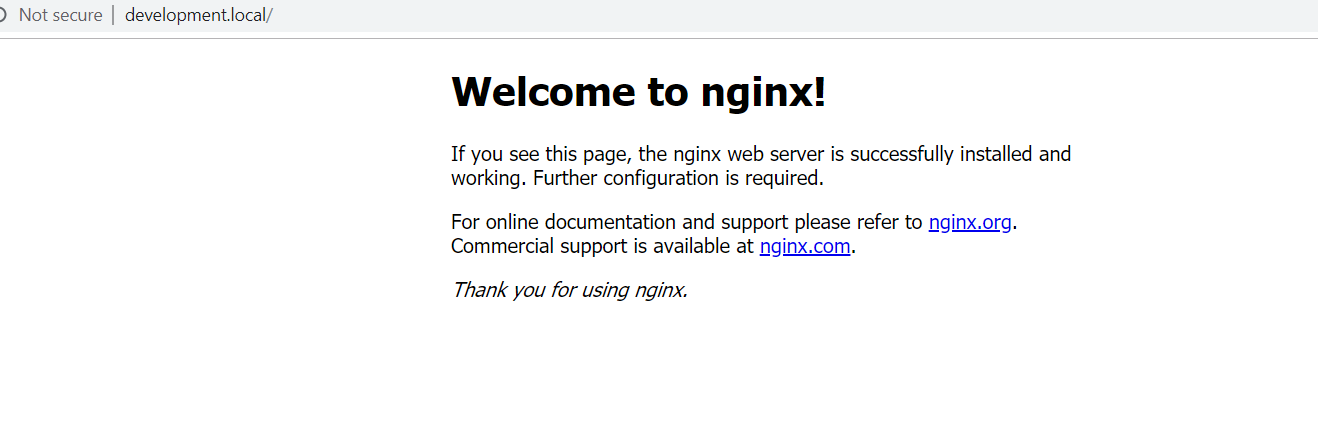 Not secure | development.local/
Welcome to nginx!
If you see this page, the nginx web server is successfully installed and
working. Further configuration is required.
For online documentation and support please refer to nginx.org.
Commercial support is available at nginx.com.
Thank you for using nginx.